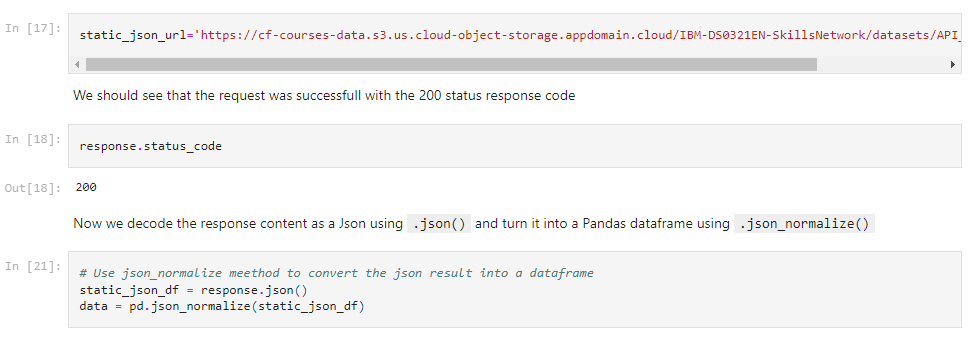 In [17]:
static_json_url='https://cf-courses-data.s3.us.cloud-object-storage.appdomain.cloud/IBM-DS0321EN-SkillsNetwork/datasets/API_
We should see that the request was successfull with the 200 status response code
In [18]:
response.status_code
Out[18]: 200
Now we decode the response content as a Json using .json() and turn it into a Pandas dataframe using .json_normalize()
In [21]:
# Use json_normalize meethod to convert the json result into a dataframe
static_json_df = response.json()
data = pd.json_normalize(static_json_df)